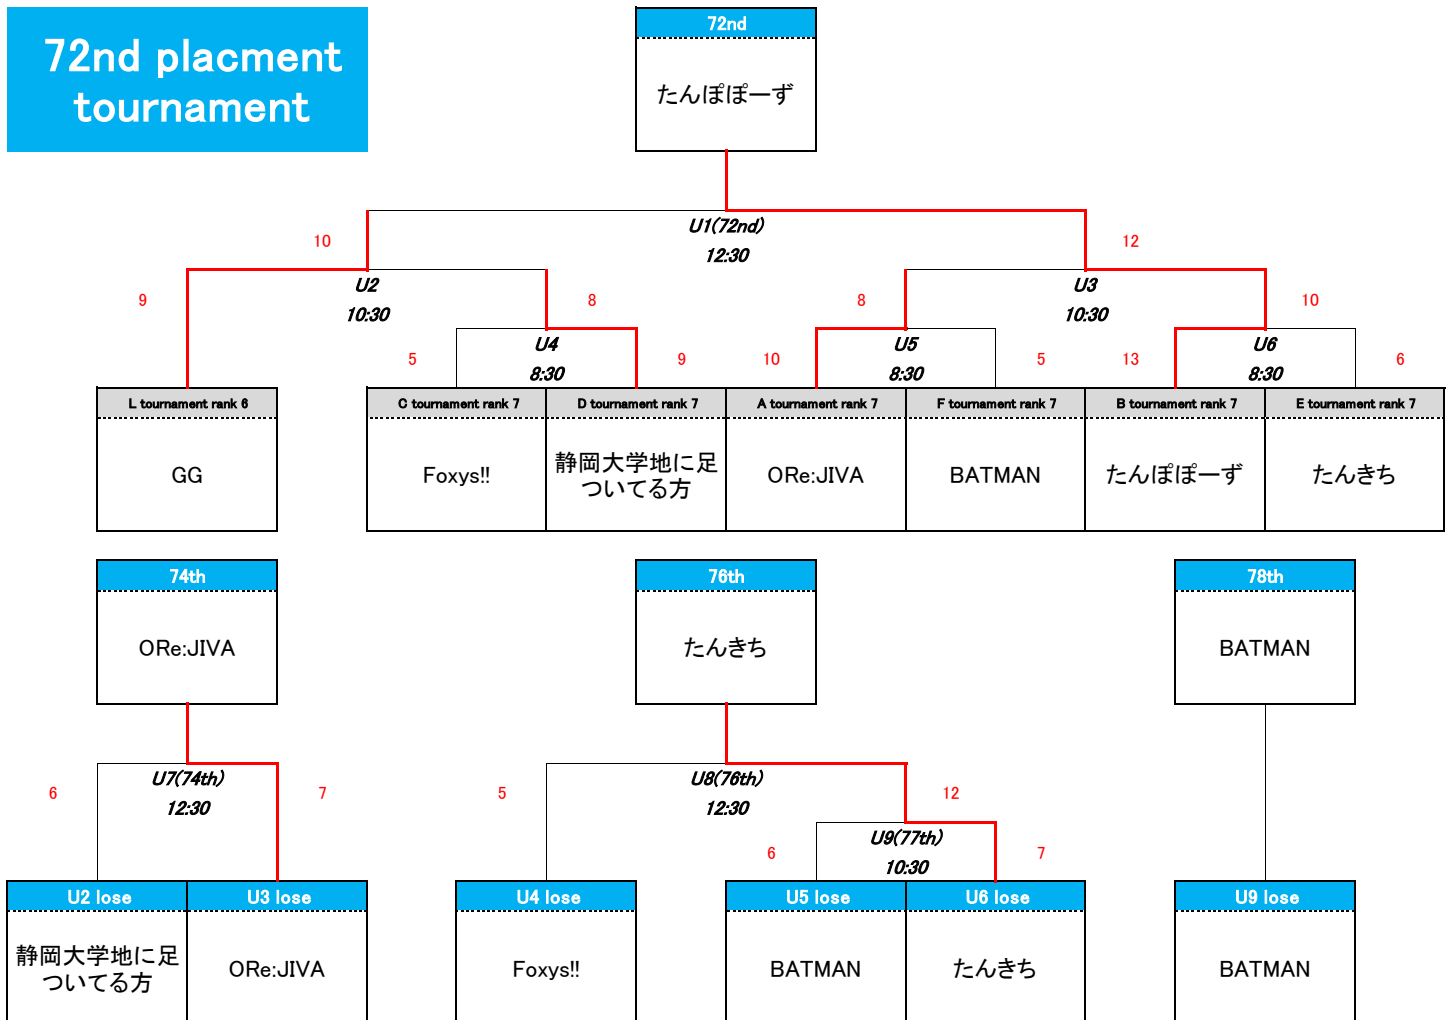 72nd placment
tournament
72nd
たんぽぽーず
U1(72nd)
12:30
10
12
U2
10:30
U3
10:30
9
8
8
10
U4
8:30
U5
8:30
U6
8:30
5
9
10
5
13
6
L tournament rank 6
C tournament rank 7
D tournament rank 7
A tournament rank 7
F tournament rank 7
B tournament rank 7
E tournament rank 7
GG
Foxys!!
静岡大学地に足
ついてる方
ORe:JIVA
BATMAN
たんぽぽーず
たんきち
74th
ORe:JIVA
76th
たんきち
78th
BATMAN
U7(74th)
12:30
6
7
U8(76th)
12:30
5
12
U9(77th)
10:30
6
7
U2 lose
U3 lose
U4 lose
U5 lose
U6 lose
U9 lose
静岡大学地に足
ついてる方
ORe:JIVA
Foxys!!
BATMAN
たんきち
BATMAN